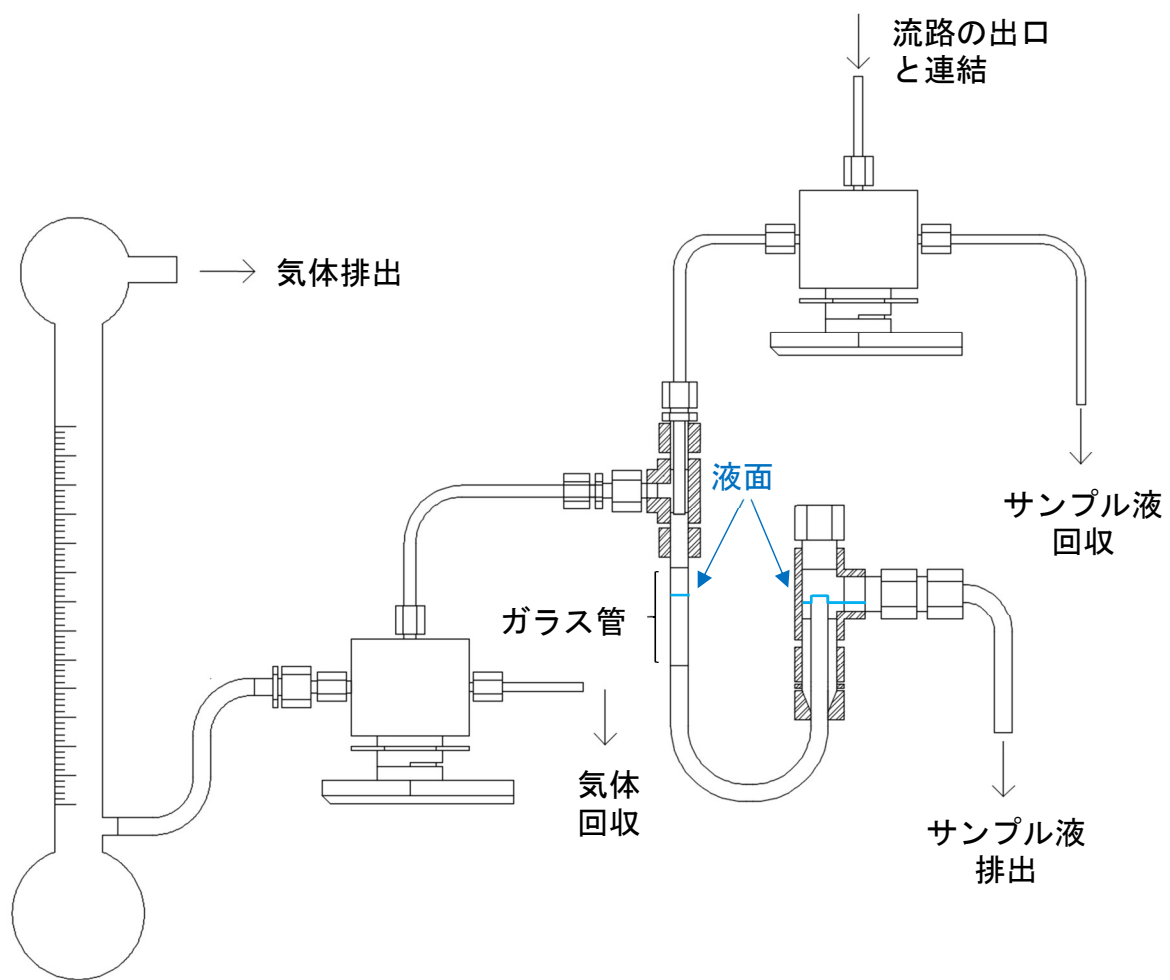 流路の出口
と連結
気体排出
液面
サンプル液
回収
ガラス管
気体
回収
サンプル液
排出